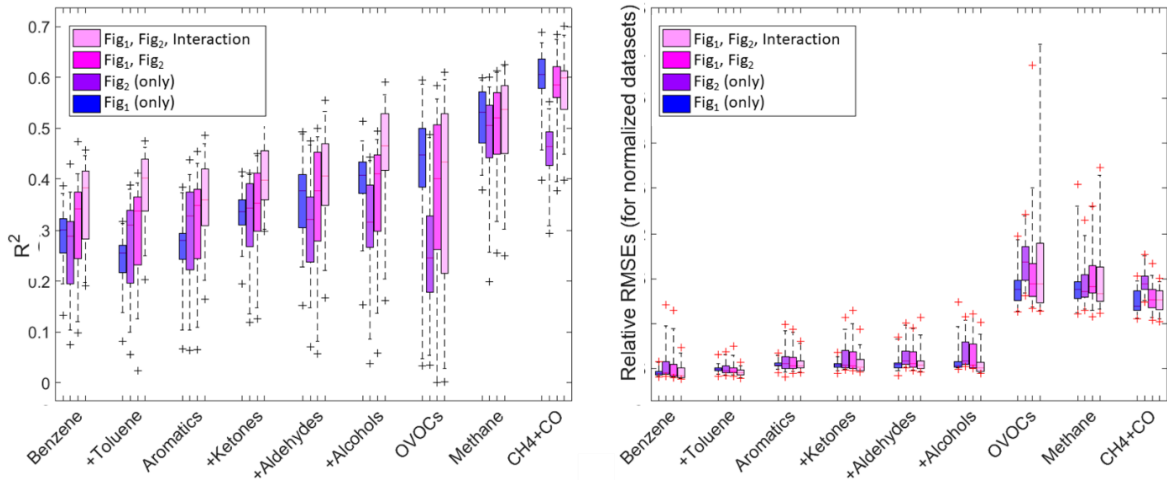 0.7
0.6
0.5
0.4
.3
0.2
0.1
0
R²
Fig₁, Fig₂, Interaction
Fig₁, Fig₂
Fig₂ (only)
Fig₁ (only)
Benzene
+Toluene
Aromatics
+Ketones
+Aldehydes
+Alcohols
OVOCs
Methane
CH4+CO
Relative RMSEs (for normalized datasets)
Fig₁, Fig₂, Interaction
Fig₁, Fig₂
Fig₂ (only)
Fig₁ (only)
Benzene
+Toluene
Aromatics
+Ketones
+Aldehydes
+Alcohols
OVOCs
Methane
CH4+CO